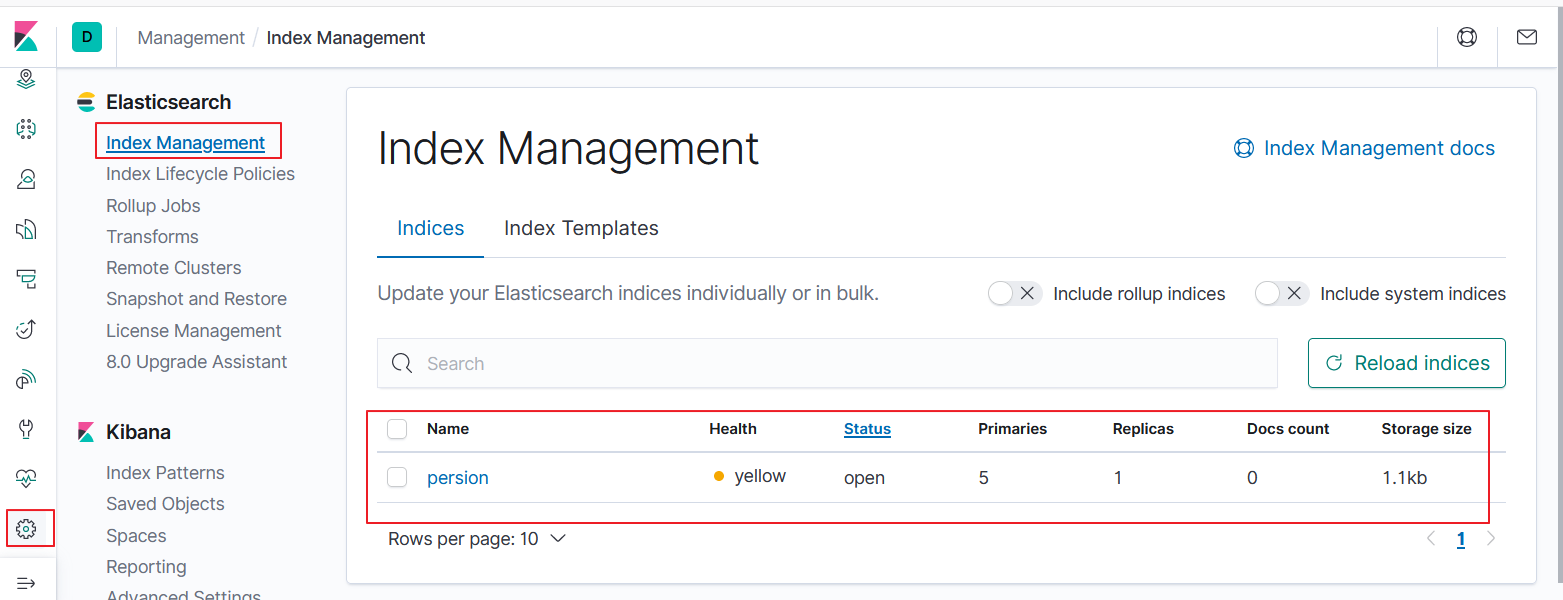 D Management / Index Management
Elasticsearch
Index Management
Index Lifecycle Policies
Rollup Jobs
Transforms
Remote Clusters
Snapshot and Restore
License Management
8.0 Upgrade Assistant
Kibana
Index Patterns
Saved Objects
Spaces
Reporting
Advanced Settings
Index Management
Index Management docs
Indices Index Templates
Update your Elasticsearch indices individually or in bulk. Include rollup indices Include system indices
Search Reload indices
Name Health Status Primaries Replicas Docs count Storage size
persion yellow open 5 1 0 1.1kb
Rows per page: 10 1